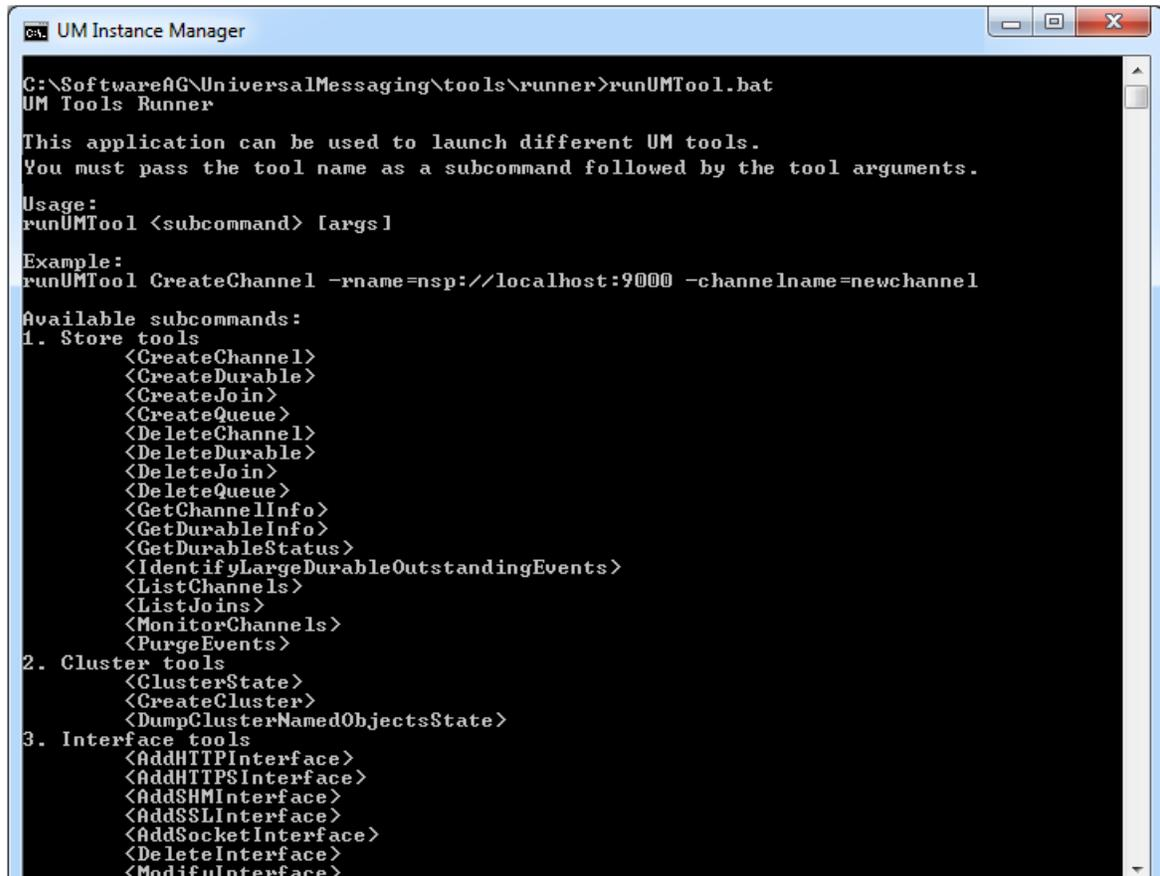 UM Instance Manager
C:\SoftwareAG\UniversalMessaging\tools\runner>runUMTool.bat
UM Tools Runner
This application can be used to launch different UM tools.
You must pass the tool name as a subcommand followed by the tool arguments.
Usage:
runUMTool <subcommand> [args]
Example:
runUMTool CreateChannel -rname=nsp://localhost:9000 -channelname=newchannel
Available subcommands:
1. Store tools
<CreateChannel>
<CreateDurable>
<CreateJoin>
<CreateQueue>
<DeleteChannel>
<DeleteDurable>
<DeleteJoin>
<DeleteQueue>
<GetChannelInfo>
<GetDurableInfo>
<GetDurableStatus>
<IdentifyLargeDurableOutstandingEvents>
<ListChannels>
<ListJoins>
<MonitorChannels>
<PurgeEvents>
2. Cluster tools
<ClusterState>
<CreateCluster>
<DumpClusterNamedObjectsState>
3. Interface tools
<AddHTTPInterface>
<AddHTTPSInterface>
<AddSHMInterface>
<AddSSLInterface>
<AddSocketInterface>
<DeleteInterface>
<ModifyInterface>